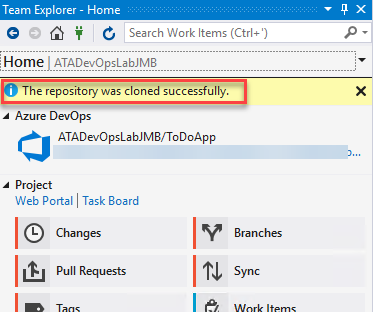 Team Explorer - Home
Search Work Items (Ctrl+')
Home | ATADevOpsLabJMB
The repository was cloned successfully.
Azure DevOps
ATADevOpsLabJMB/ToDoApp
Project
Web Portal | Task Board
Changes
Branches
Pull Requests
Sync
Tags
Work Items